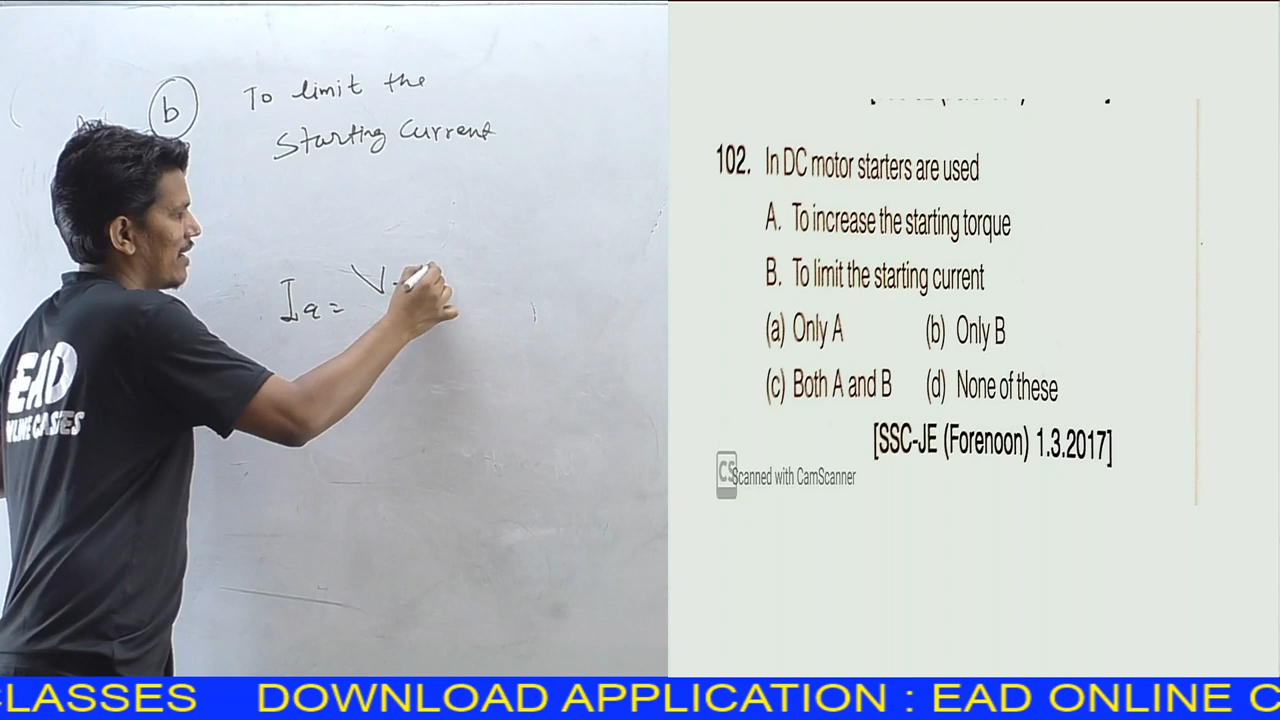 b To limit the
Starting Current
Ia = V-
EAD
102. In DC motor starters are used
A. To increase the starting torque
B. To limit the starting current
(a) Only A (b) Only B
(c) Both A and B (d) None of these
[SSC-JE (Forenoon) 1.3.2017]
CS Scanned with CamScanner
CLASSES DOWNLOAD APPLICATION : EAD ONLINE C